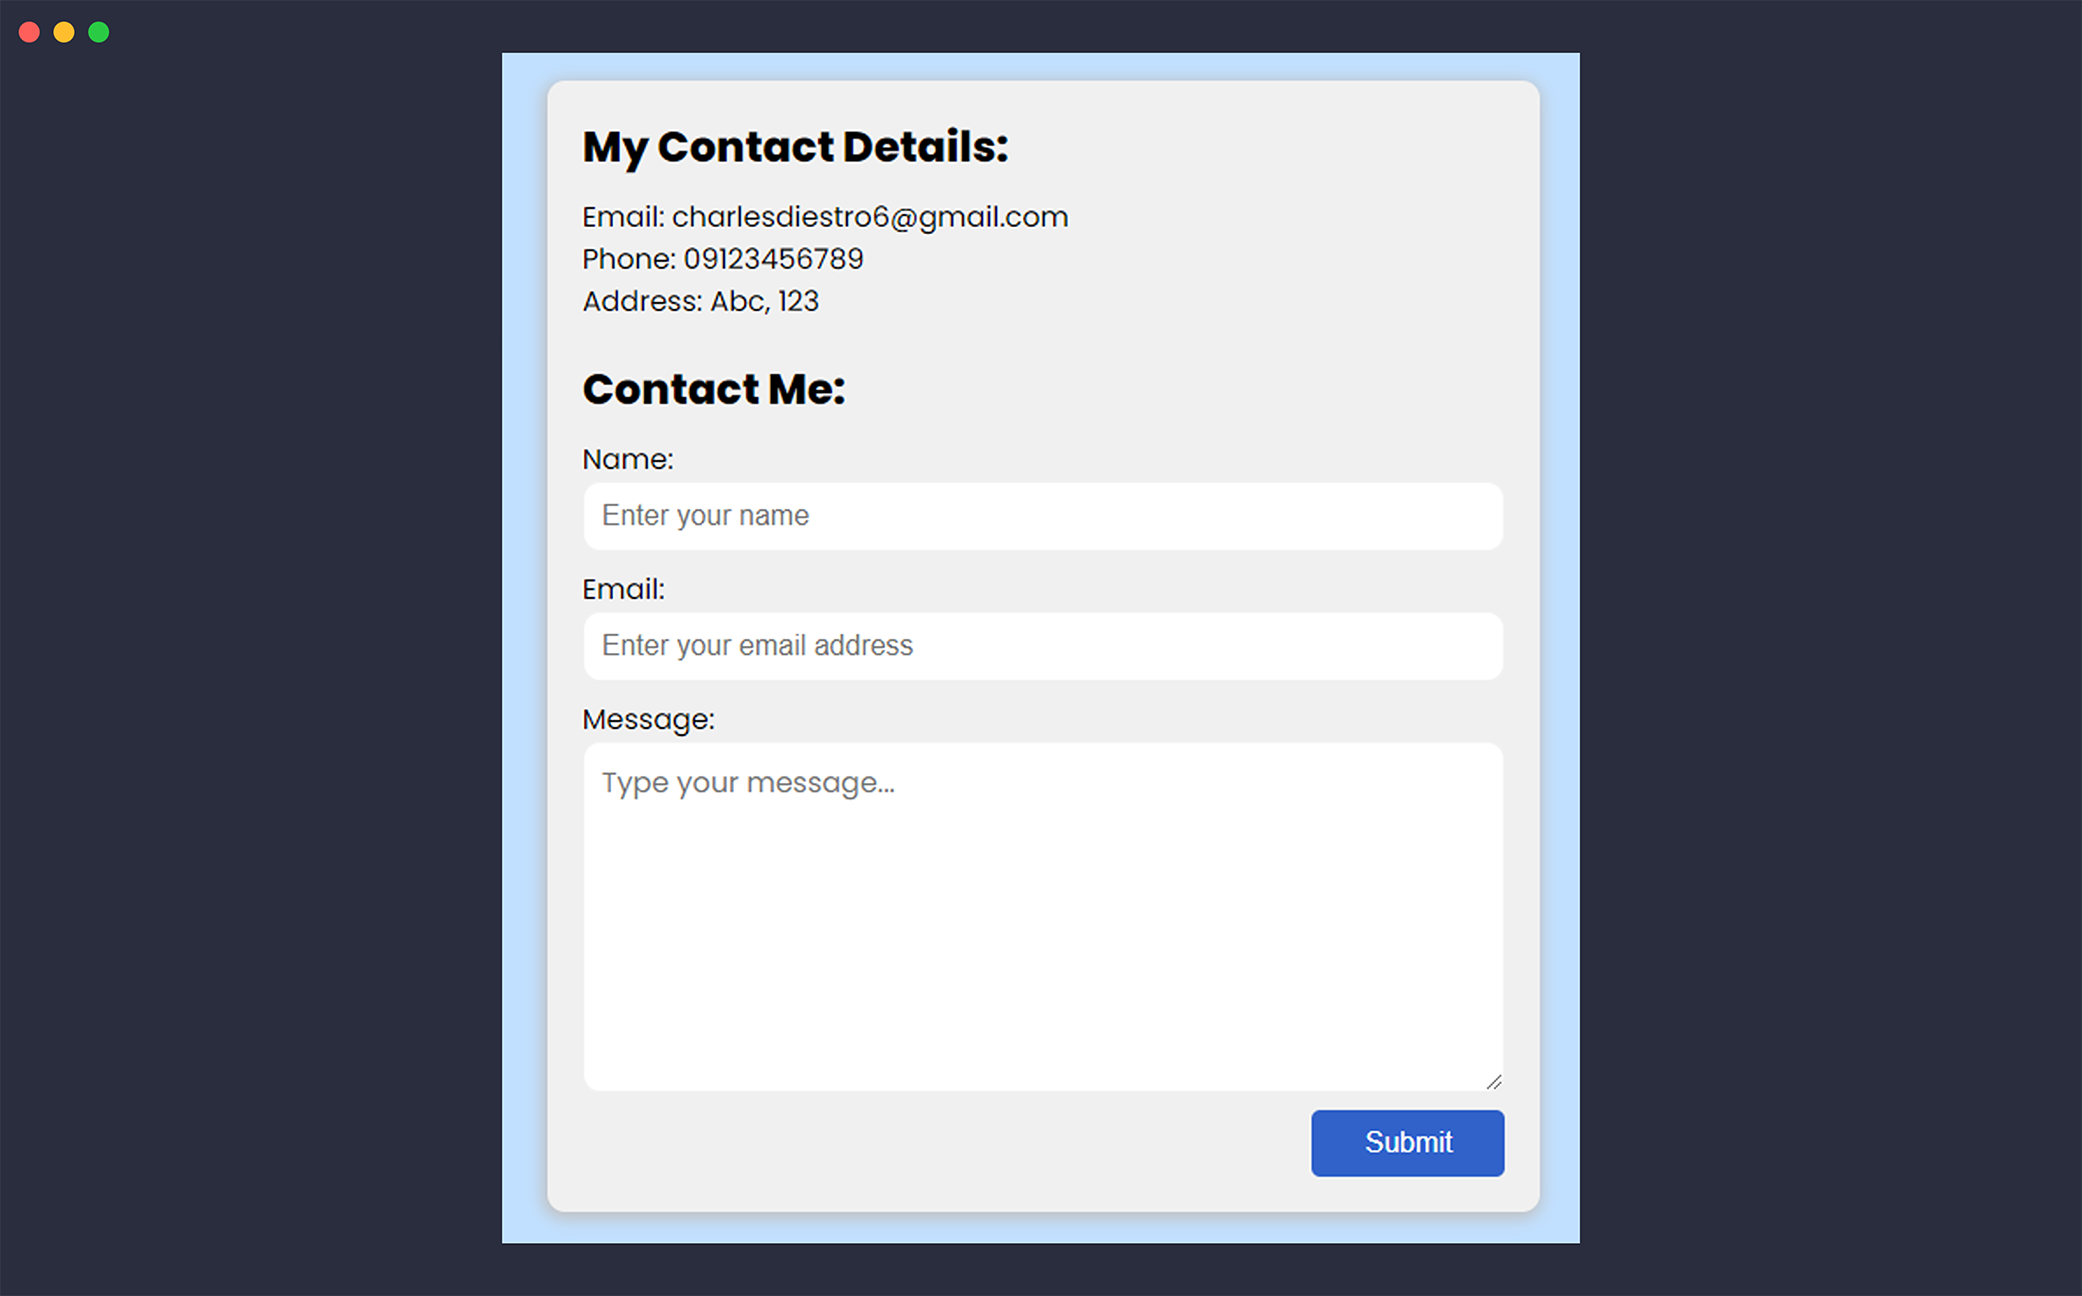 My Contact Details:
Email: charlesdiestro6@gmail.com
Phone: 09123456789
Address: Abc, 123
Contact Me:
Name:
Enter your name
Email:
Enter your email address
Message:
Type your message...
Submit